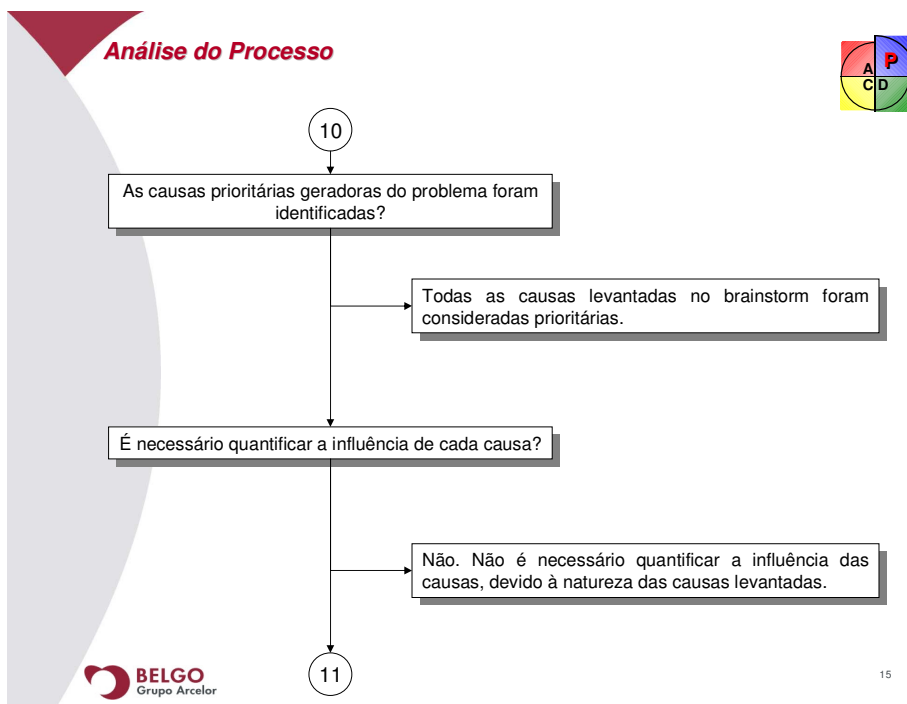 Análise do Processo
A P
C D
10
As causas prioritárias geradoras do problema foram
identificadas?
Todas as causas levantadas no brainstorm foram
consideradas prioritárias.
É necessário quantificar a influência de cada causa?
Não. Não é necessário quantificar a influência das
causas, devido à natureza das causas levantadas.
11
BELGO
Grupo Arcelor
15